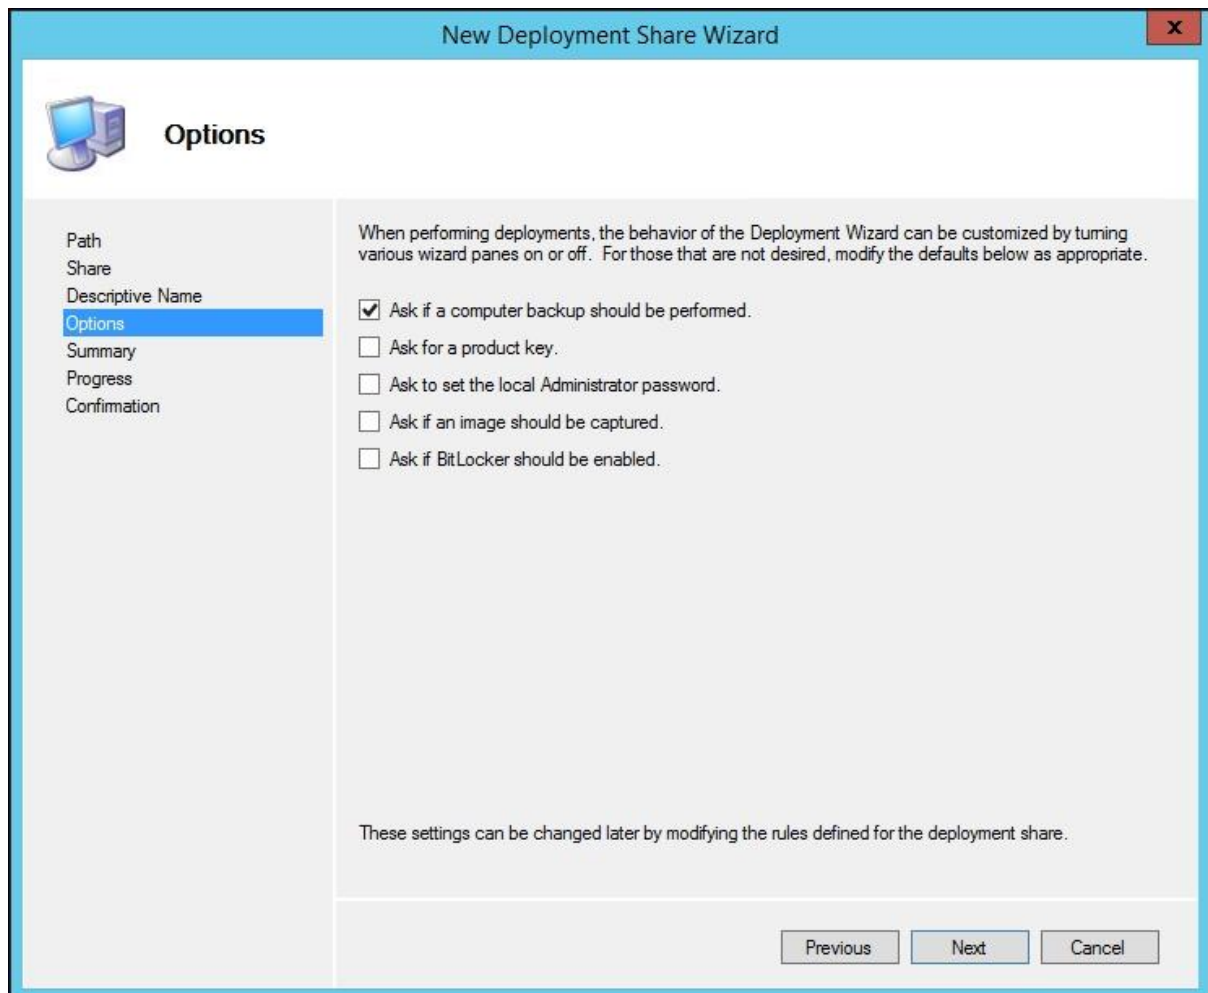 New Deployment Share Wizard
x
Options
Path
Share
Descriptive Name
Options
Summary
Progress
Confirmation
When performing deployments, the behavior of the Deployment Wizard can be customized by turning
various wizard panes on or off.  For those that are not desired, modify the defaults below as appropriate.
Ask if a computer backup should be performed.
Ask for a product key.
Ask to set the local Administrator password.
Ask if an image should be captured.
Ask if BitLocker should be enabled.
These settings can be changed later by modifying the rules defined for the deployment share.
Previous
Next
Cancel